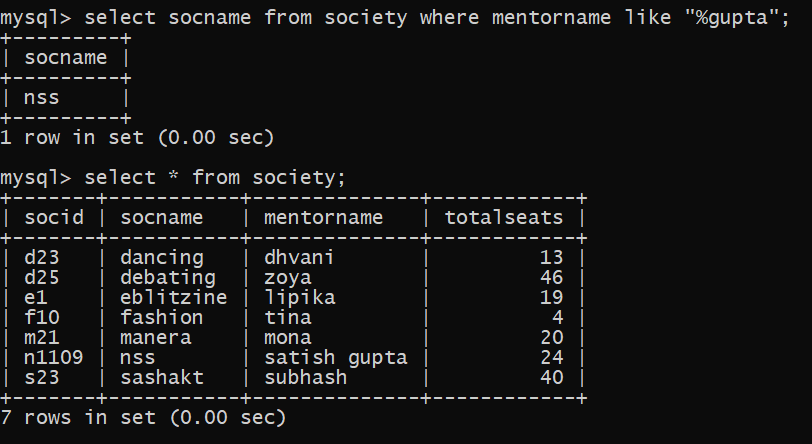 mysql> select socname from society where mentorname like "%gupta";
+---------+
| socname |
+---------+
| nss     |
+---------+
1 row in set (0.00 sec)

mysql> select * from society;
+-------+-----------+--------------+------------+
| socid | socname   | mentorname   | totalseats |
+-------+-----------+--------------+------------+
| d23   | dancing   | dhvani       |         13 |
| d25   | debating  | zoya         |         46 |
| e1    | eblitzine | lipika       |         19 |
| f10   | fashion   | tina         |          4 |
| m21   | manera    | mona         |         20 |
| n1109 | nss       | satish gupta |         24 |
| s23   | sashakt   | subhash      |         40 |
+-------+-----------+--------------+------------+
7 rows in set (0.00 sec)